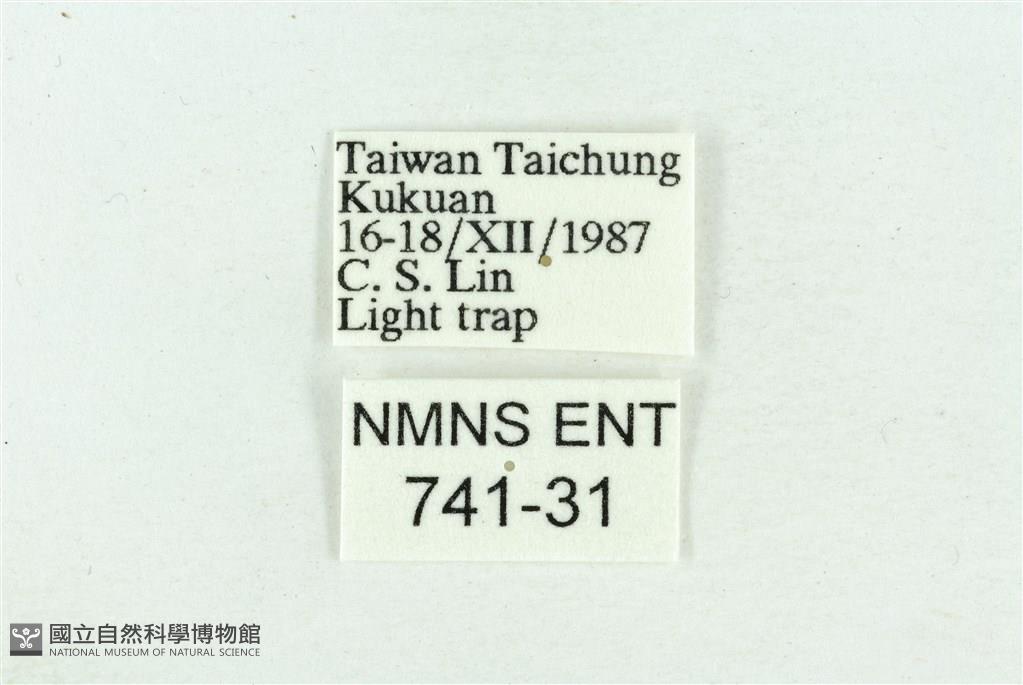 Taiwan Taichung
Kukuan
16-18/XII/1987
C. S. Lin
Light trap
NMNS ENT
741-31
國立自然科學博物館
NATIONAL MUSEUM OF NATURAL SCIENCE